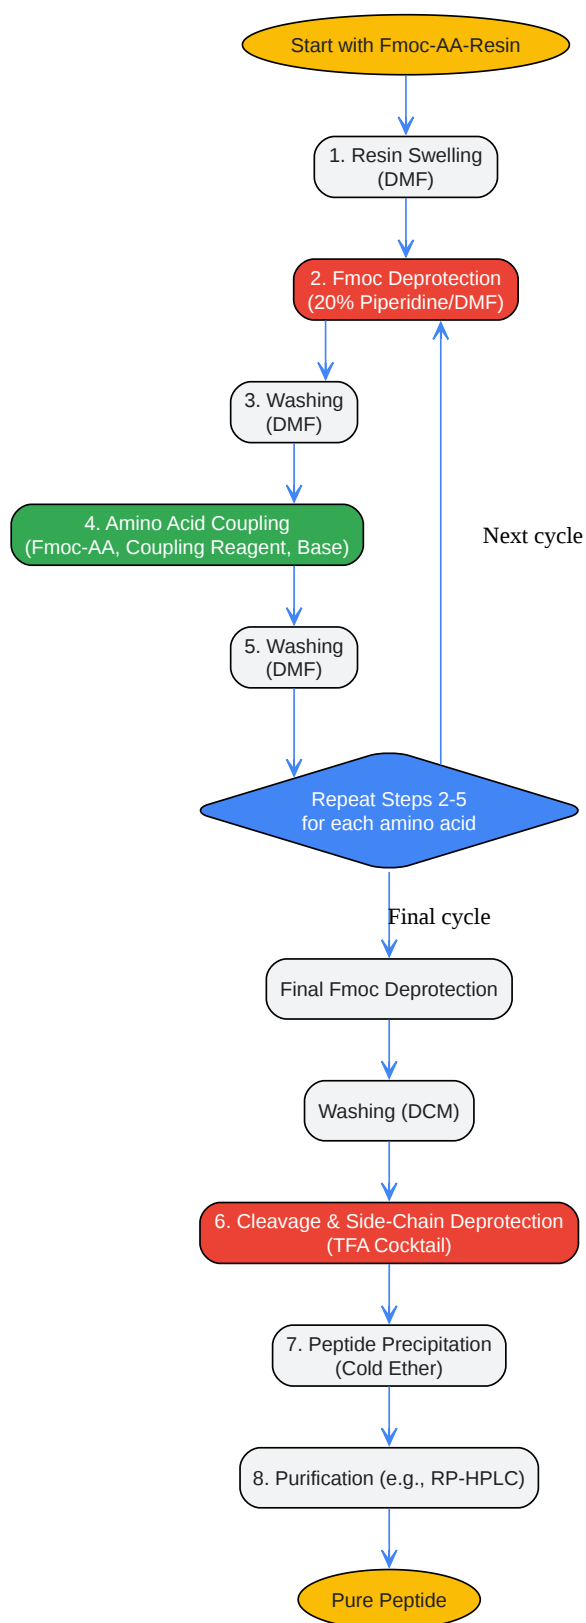 Start with Fmoc-AA-Resin
1. Resin Swelling
(DMF)
2. Fmoc Deprotection
(20% Piperidine/DMF)
3. Washing
(DMF)
4. Amino Acid Coupling
(Fmoc-AA, Coupling Reagent, Base)
Next cycle
5. Washing
(DMF)
Repeat Steps 2-5
for each amino acid
Final cycle
Final Fmoc Deprotection
Washing (DCM)
6. Cleavage & Side-Chain Deprotection
(TFA Cocktail)
7. Peptide Precipitation
(Cold Ether)
8. Purification (e.g., RP-HPLC)
Pure Peptide